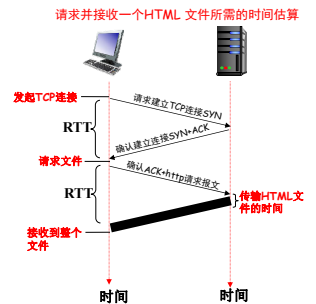 请求并接收一个HTML 文件所需的时间估算
发起TCP连接
请求建立TCP连接SYN
RTT
确认建立连接SYN+ACK
请求文件
确认ACK+http请求报文
RTT
传输HTML文
件的时间
接收到整个
文件
时间
时间